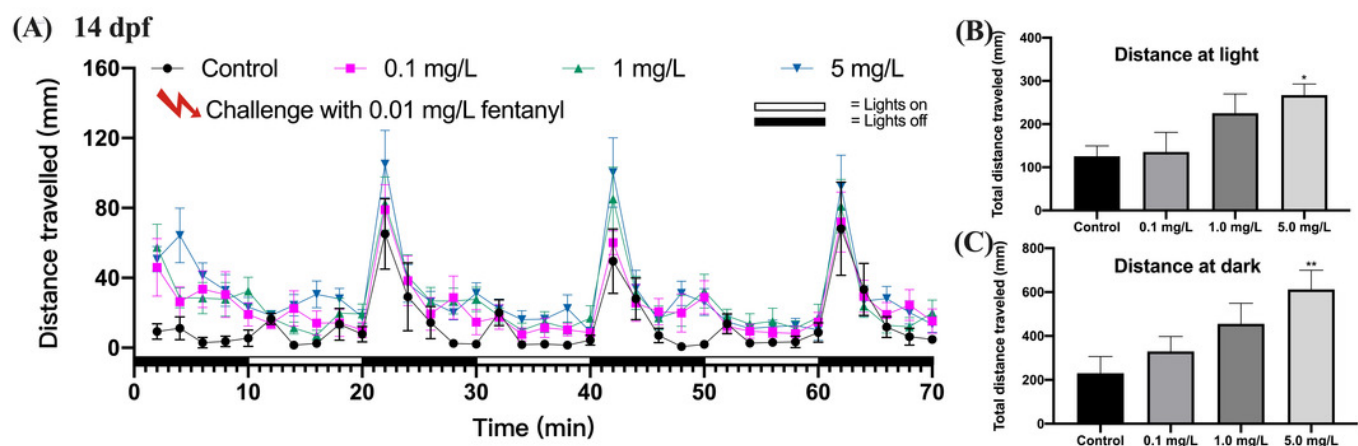 (A) 14 dpf
Distance travelled (mm)
160
120
80
40
0
Control
0.1 mg/L
1 mg/L
5 mg/L
Challenge with 0.01 mg/L fentanyl
= Lights on
= Lights off
0 10 20 30 40 50 60 70
Time (min)
(B)
Distance at light
Total distance traveled (mm)
400
300
200
100
0
*
Control 0.1 mg/L 1.0 mg/L 5.0 mg/L
(C)
Distance at dark
Total distance traveled (mm)
800
600
400
200
0
**
Control 0.1 mg/L 1.0 mg/L 5.0 mg/L